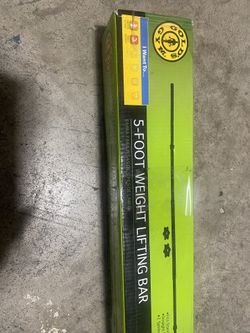 GOLD'S GYM
I Want To...
5-FOOT WEIGHT LIFTING BAR